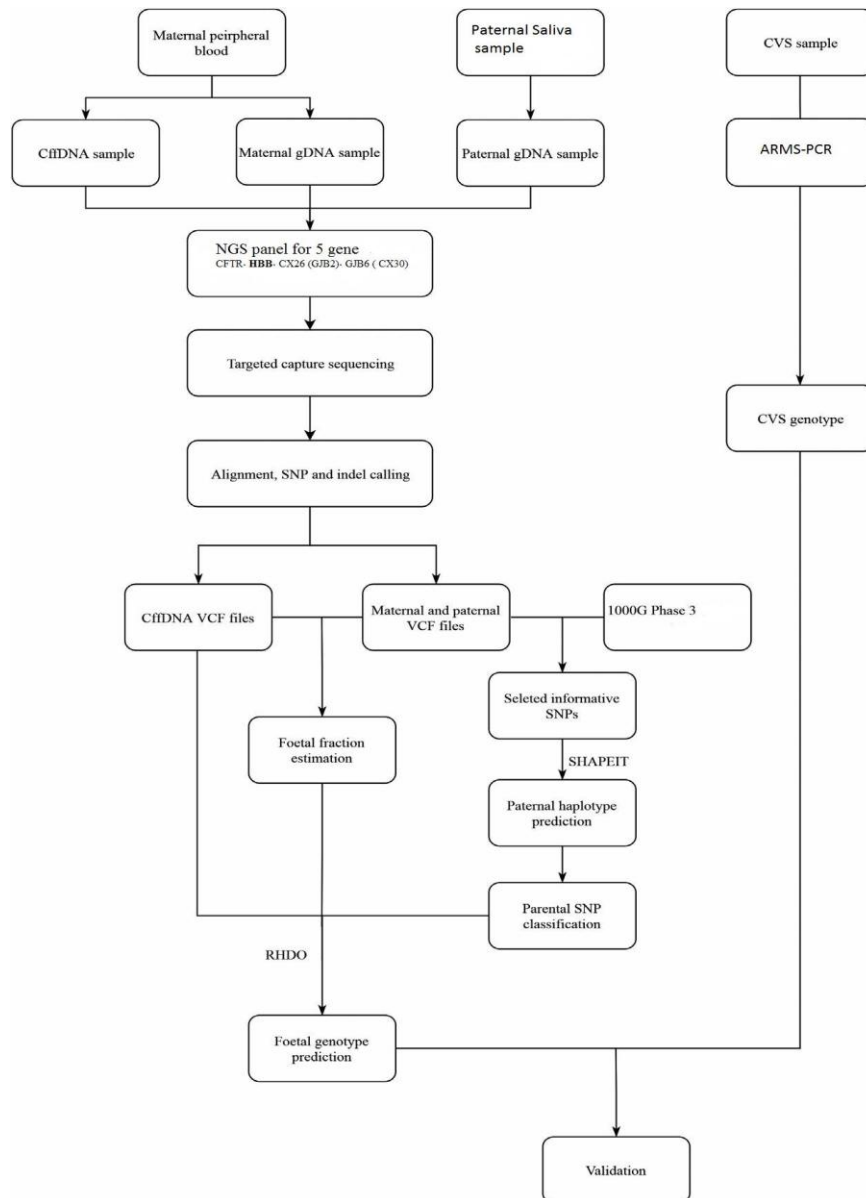 Maternal peirpheral
blood
Paternal Saliva
sample
CVS sample
CffDNA sample
Maternal gDNA sample
Paternal gDNA sample
ARMS-PCR
NGS panel for 5 gene
CFTR- HBB- CX26 (GJB2)- GJB6 ( CX30)
Targeted capture sequencing
CVS genotype
Alignment, SNP and indel calling
CffDNA VCF files
Maternal and paternal
VCF files
1000G Phase 3
Seleted informative
SNPs
Foetal fraction
estimation
SHAPEIT
Paternal haplotype
prediction
Parental SNP
classification
RHDO
Foetal genotype
prediction
Validation